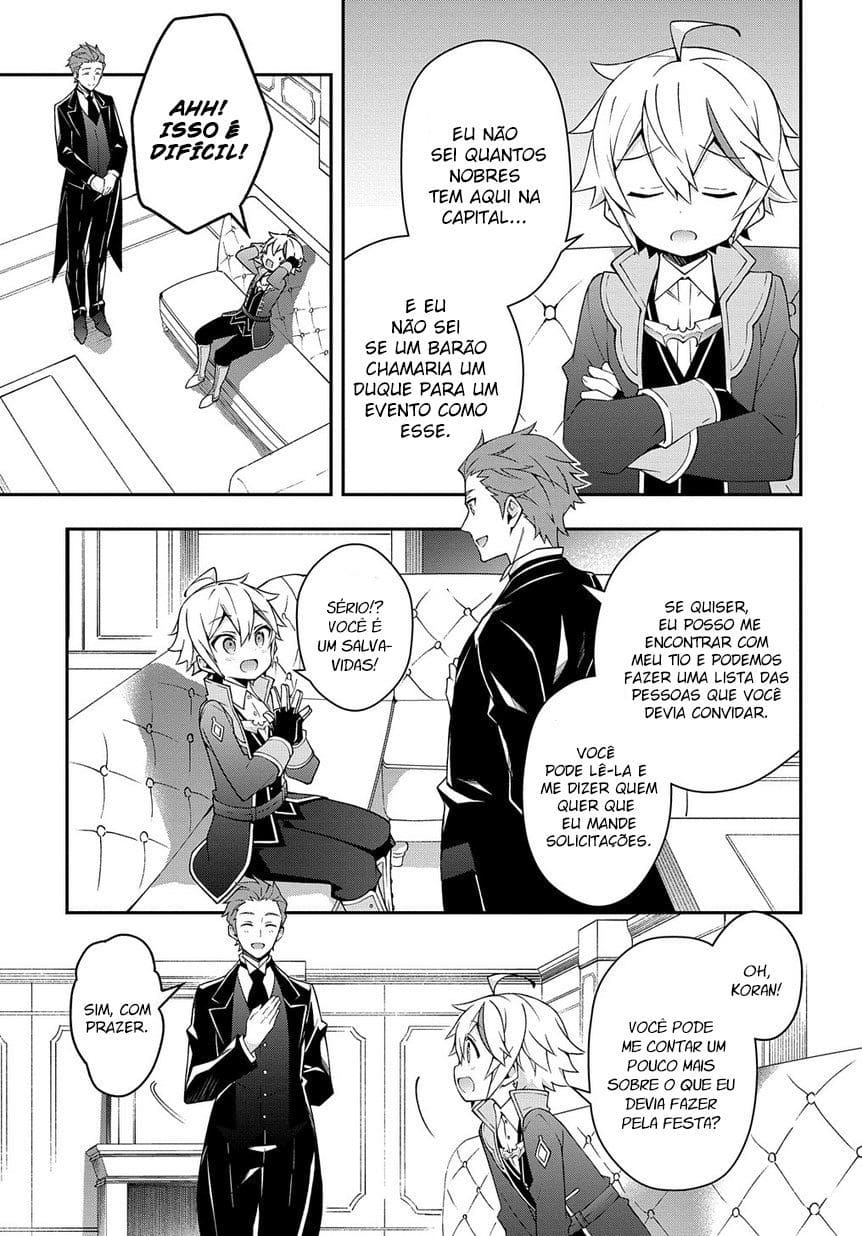 EU NÃO
SEI QUANTOS
NOBRES
TEM AQUI NA
CAPITAL...
E EU
NÃO SEI
SE UM BARÃO
CHAMARIA UM
DUQUE PARA UM
EVENTO COMO
ESSE.
AHH!
ISSO É
DIFÍCIL!
SE QUISER,
EU POSSO ME
ENCONTRAR COM
MEU TIO E PODEMOS
FAZER UMA LISTA DAS
PESSOAS QUE VOCÊ
DEVIA CONVIDAR.
VOCÊ
PODE LÊ-LA E
ME DIZER QUEM
QUER QUE
EU MANDE
SOLICITAÇÕES.
SÉRIO!?
VOCÊ É
UM SALVA-
VIDAS!
OH,
KORAN!
VOCÊ PODE
ME CONTAR UM
POUCO MAIS
SOBRE O QUE EU
DEVIA FAZER
PELA FESTA?
SIM, COM
PRAZER.